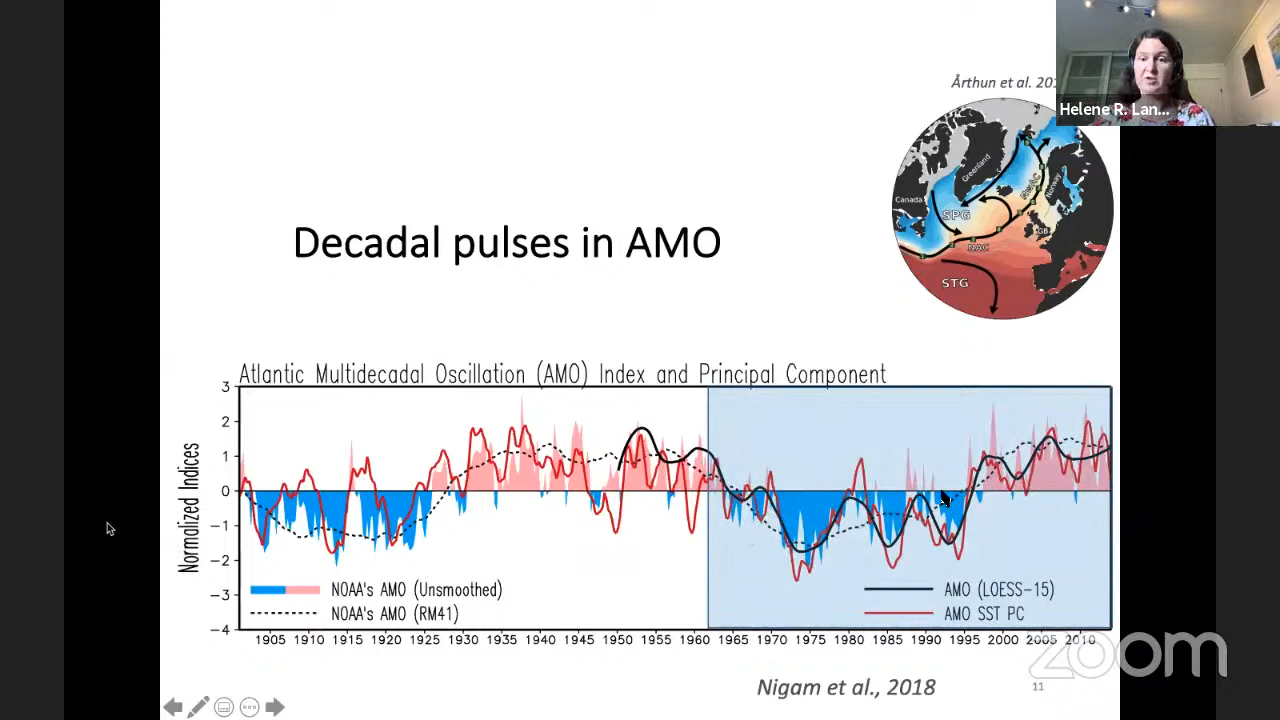 Årthun et al. 201
Helene R. Lan...
Greenland
Canada
Norway
SPG
GB
NAC
STG
Decadal pulses in AMO
Atlantic Multidecadal Oscillation (AMO) Index and Principal Component
Normalized Indices
3
2
1
0
−1
−2
−3
−4
NOAA's AMO (Unsmoothed)
NOAA's AMO (RM41)
AMO (LOESS-15)
AMO SST PC
1905 1910 1915 1920 1925 1930 1935 1940 1945 1950 1955 1960 1965 1970 1975 1980 1985 1990 1995 2000 2005 2010
zoom
Nigam et al., 2018
11